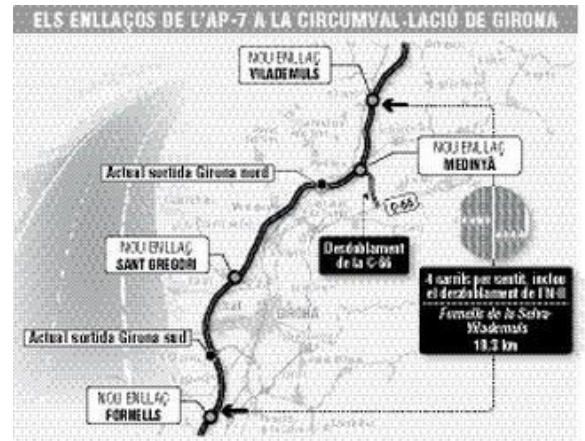 ELS ENLLAÇOS DE L'AP-7 A LA CIRCUMVAL·LACIÓ DE GIRONA
NOU ENLLAÇ
VILADEMULS
NOU ENLLAÇ
MEDINYÀ
Actual sortida Girona nord
C-66
Desdoblament
de la C-66
NOU ENLLAÇ
SANT GREGORI
4 carrils per sentit, inclou
el desdoblament de l'N-II
Fornells de la Selva-
Vilademuls
19,3 km
GIRONA
Actual sortida Girona sud
NOU ENLLAÇ
FORNELLS